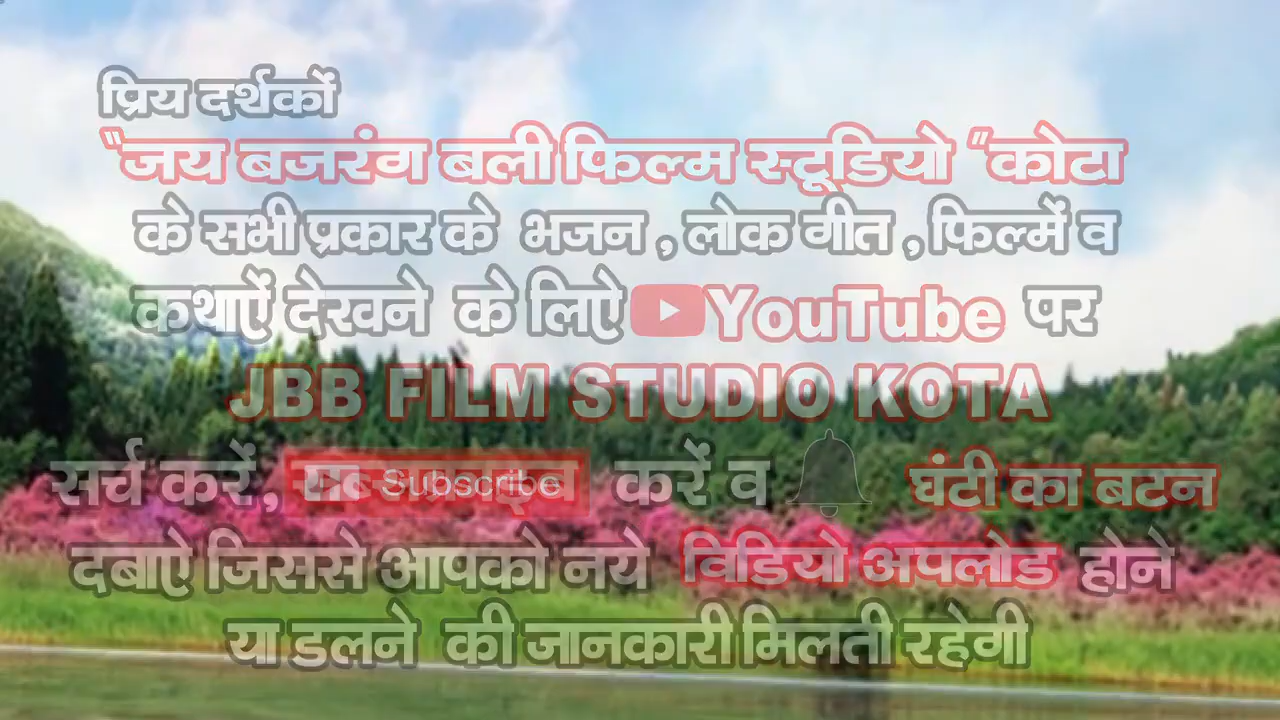 प्रिय दर्शकों
"जय बजरंग बली फिल्म स्टूडियो "कोटा
के सभी प्रकार के भजन , लोक गीत , फिल्में व
कथाऐं देखने के लिऐ YouTube पर
JBB FILM STUDIO KOTA
सर्च करें, Subscribe करें व घंटी का बटन
दबाऐ जिससे आपको नये विडियो अपलोड होने
या डलने की जानकारी मिलती रहेगी